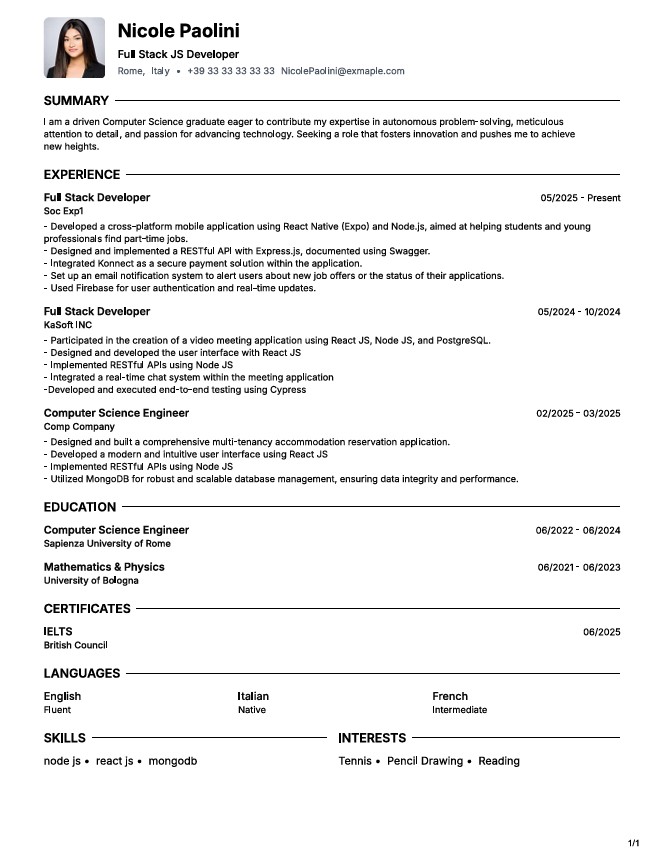 Nicole Paolini
Full Stack JS Developer
Rome, Italy • +39 33 33 33 33 33 NicolePaolini@exmaple.com
SUMMARY
I am a driven Computer Science graduate eager to contribute my expertise in autonomous problem-solving, meticulous
attention to detail, and passion for advancing technology. Seeking a role that fosters innovation and pushes me to achieve
new heights.
EXPERIENCE
Full Stack Developer 05/2025 - Present
Soc Exp1
- Developed a cross-platform mobile application using React Native (Expo) and Node.js, aimed at helping students and young
professionals find part-time jobs.
- Designed and implemented a RESTful API with Express.js, documented using Swagger.
- Integrated Konnect as a secure payment solution within the application.
- Set up an email notification system to alert users about new job offers or the status of their applications.
- Used Firebase for user authentication and real-time updates.
Full Stack Developer 05/2024 - 10/2024
KaSoft INC
- Participated in the creation of a video meeting application using React JS, Node JS, and PostgreSQL.
- Designed and developed the user interface with React JS
- Implemented RESTful APIs using Node JS
- Integrated a real-time chat system within the meeting application
-Developed and executed end-to-end testing using Cypress
Computer Science Engineer 02/2025 - 03/2025
Comp Company
- Designed and built a comprehensive multi-tenancy accommodation reservation application.
- Developed a modern and intuitive user interface using React JS
- Implemented RESTful APIs using Node JS
- Utilized MongoDB for robust and scalable database management, ensuring data integrity and performance.
EDUCATION
Computer Science Engineer 06/2022 - 06/2024
Sapienza University of Rome
Mathematics & Physics 06/2021 - 06/2023
University of Bologna
CERTIFICATES
IELTS 06/2025
British Council
LANGUAGES
English Italian French
Fluent Native Intermediate
SKILLS INTERESTS
node js • react js • mongodb Tennis • Pencil Drawing • Reading
1/1